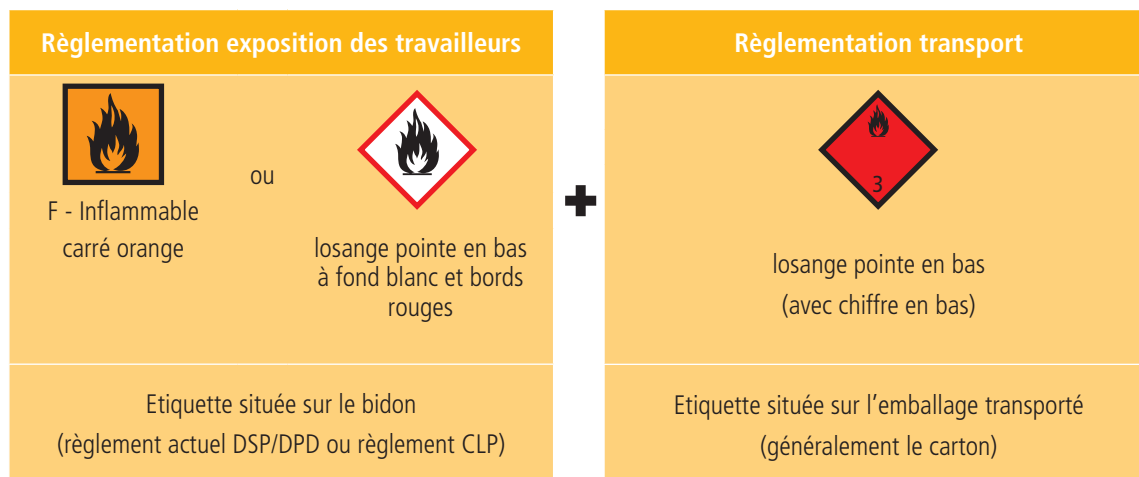 Règlementation exposition des travailleurs
F - Inflammable
carré orange
ou
losange pointe en bas
à fond blanc et bords
rouges
Etiquette située sur le bidon
(règlement actuel DSP/DPD ou règlement CLP)
+
Règlementation transport
3
losange pointe en bas
(avec chiffre en bas)
Etiquette située sur l'emballage transporté
(généralement le carton)